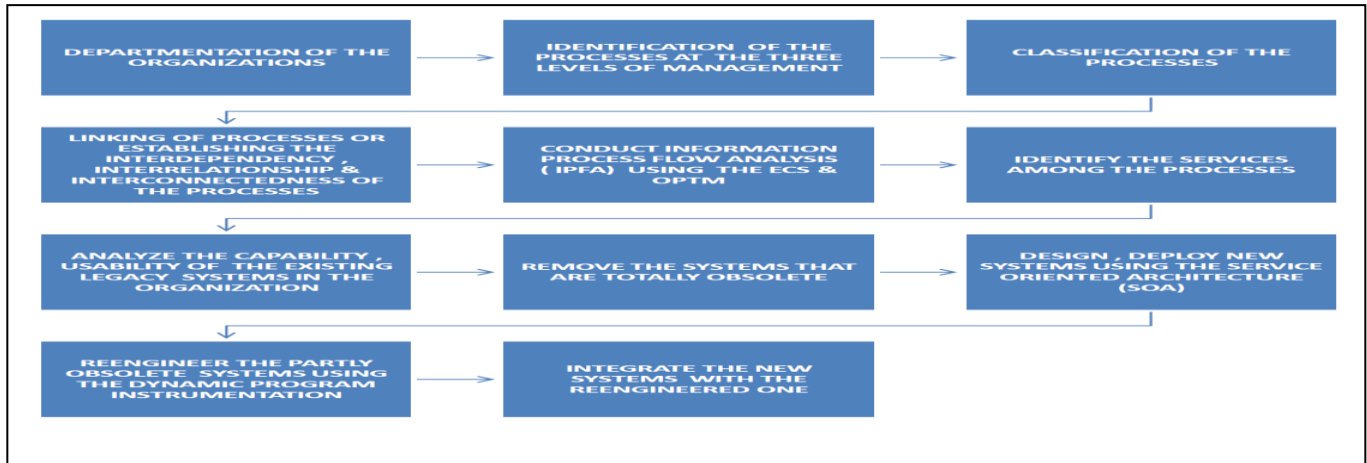 DEPARTMENTATION OF THE
ORGANIZATIONS
IDENTIFICATION OF THE
PROCESSES AT THE THREE
LEVELS OF MANAGEMENT
CLASSIFICATION OF THE
PROCESSES
LINKING OF PROCESSES OR
ESTABLISHING THE
INTERDEPENDENCY ,
INTERRELATIONSHIP &
INTERCONNECTEDNESS OF
THE PROCESSES
CONDUCT INFORMATION
PROCESS FLOW ANALYSIS
( IPFA) USING THE ECS &
OPTM
IDENTIFY THE SERVICES
AMONG THE PROCESSES
ANALYZE THE CAPABILITY ,
USABILITY OF THE EXISTING
LEGACY SYSTEMS IN THE
ORGANIZATION
REMOVE THE SYSTEMS THAT
ARE TOTALLY OBSOLETE
DESIGN , DEPLOY NEW
SYSTEMS USING THE SERVICE
ORIENTED ARCHITECTURE
(SOA)
REENGINEER THE PARTLY
OBSOLETE SYSTEMS USING
THE DYNAMIC PROGRAM
INSTRUMENTATION
INTEGRATE THE NEW
SYSTEMS WITH THE
REENGINEERED ONE